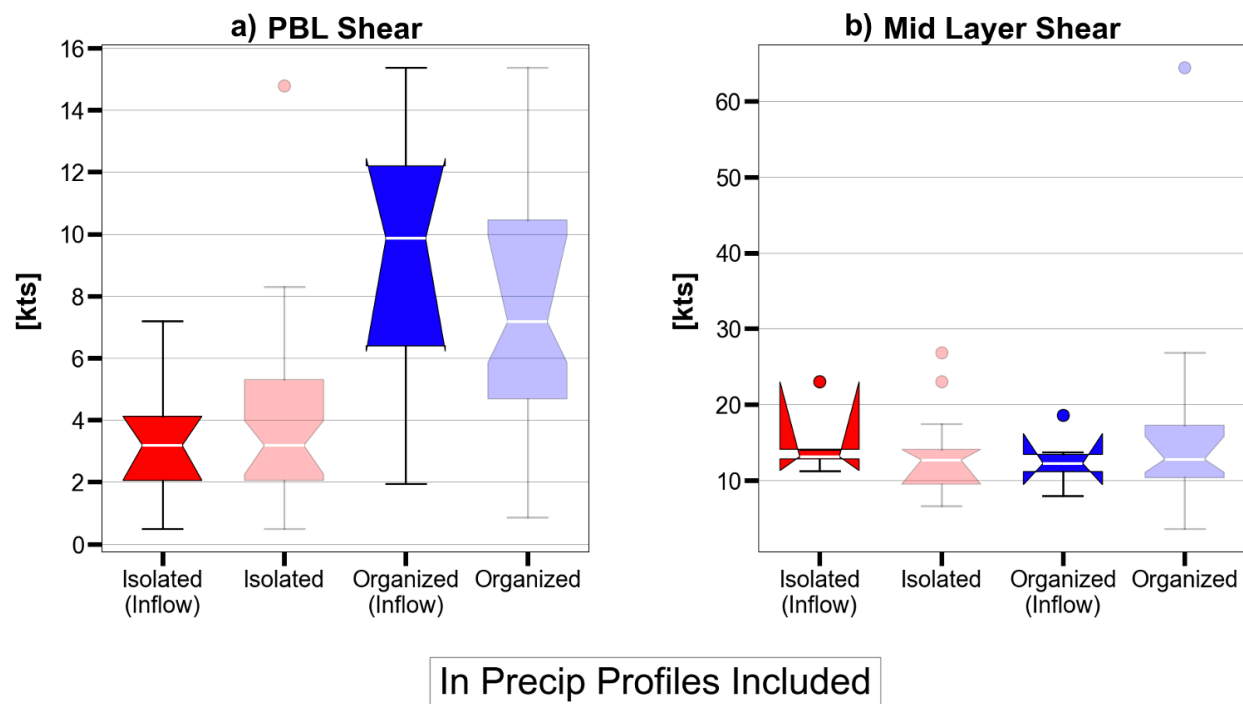 a) PBL Shear
[kts]
16
14
12
10
8
6
4
2
0
Isolated
(Inflow)
Isolated
Organized
(Inflow)
Organized
b) Mid Layer Shear
[kts]
60
50
40
30
20
10
Isolated
(Inflow)
Isolated
Organized
(Inflow)
Organized
In Precip Profiles Included